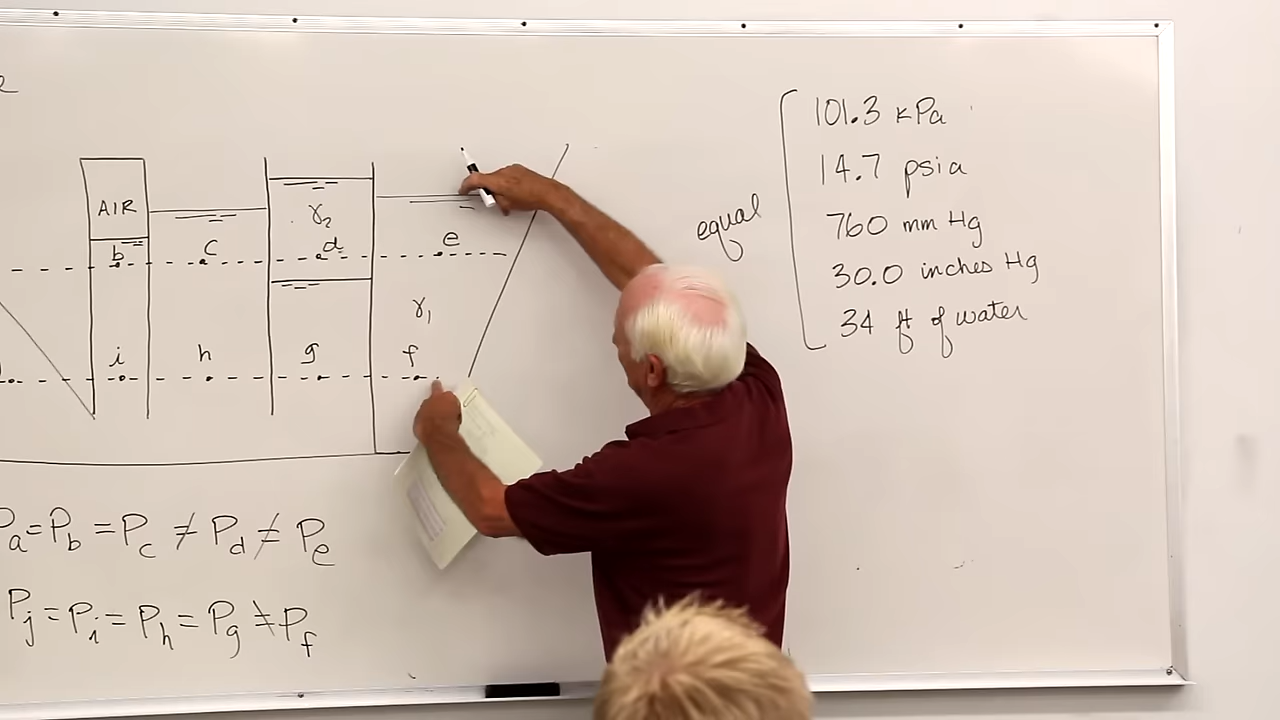 AIR
γ₂
b
c
d
e
γ₁
i
h
g
f
Pa = Pb = Pc ≠ Pd ≠ Pe
Pj = Pi = Ph = Pg ≠ Pf
equal
101.3 kPa
14.7 psia
760 mm Hg
30.0 inches Hg
34 ft of water